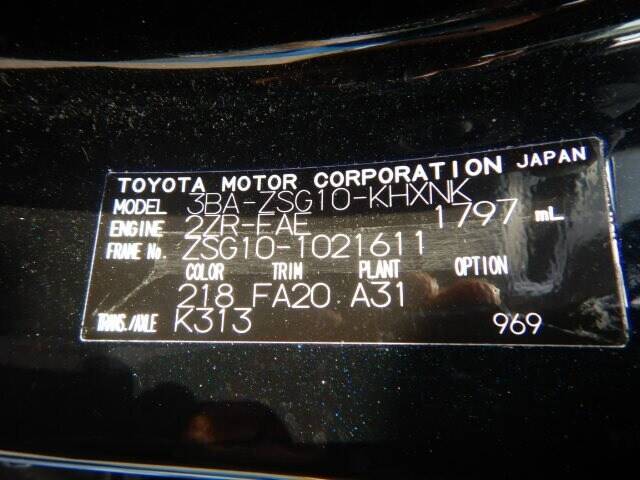 TOYOTA MOTOR CORPORATION JAPAN
MODEL 3BA-ZSG10-KHXNK
ENGINE 2ZR-FAE 1797 mL
FRAME No. ZSG10-1021611
COLOR TRIM PLANT OPTION
218 FA20 A31
TRANS./AXLE K313 969